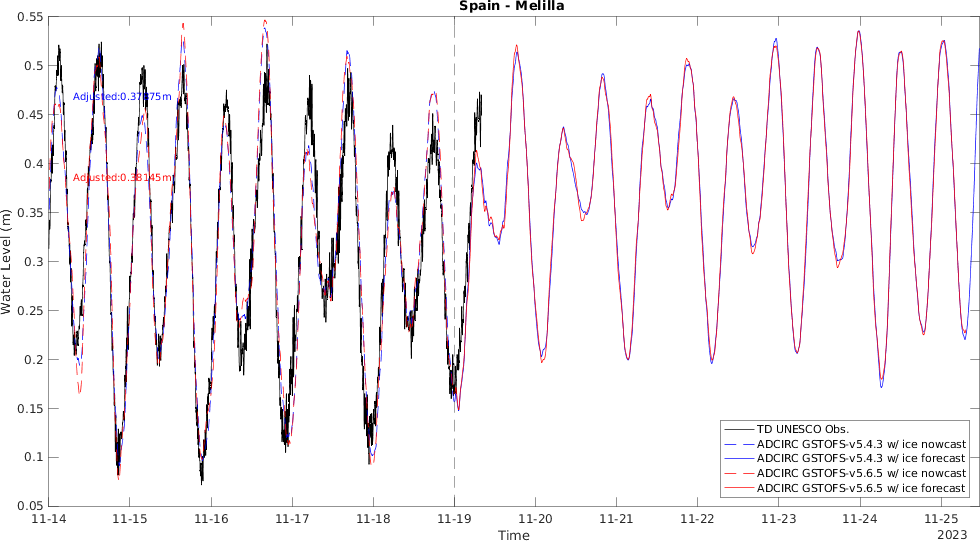 Spain - Melilla
0.55
0.5
0.45
0.4
0.35
0.3
0.25
0.2
0.15
0.1
0.05
Water Level (m)
Adjusted:0.37475m
Adjusted:0.38145m
TD UNESCO Obs.
ADCIRC GSTOFS-v5.4.3 w/ ice nowcast
ADCIRC GSTOFS-v5.4.3 w/ ice forecast
ADCIRC GSTOFS-v5.6.5 w/ ice nowcast
ADCIRC GSTOFS-v5.6.5 w/ ice forecast
11-14 11-15 11-16 11-17 11-18 11-19 11-20 11-21 11-22 11-23 11-24 11-25
Time
2023